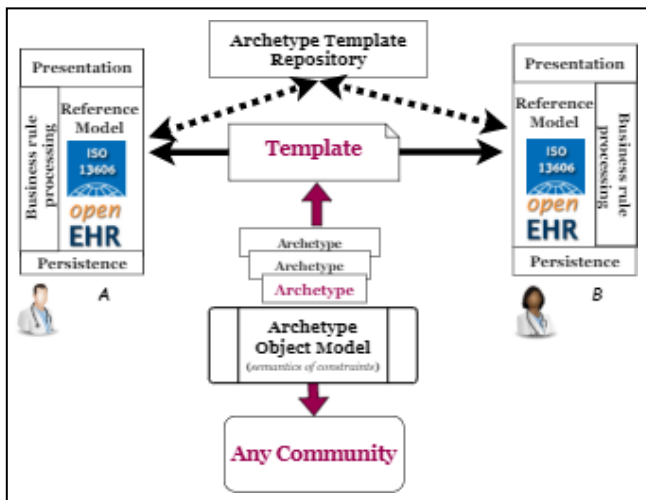 Archetype Template
Repository
Presentation
Business rule
processing
Reference
Model
ISO
13606
open
EHR
Persistence
A
Template
Archetype
Archetype
Archetype
Archetype
Object Model
(semantics of constraints)
Any Community
Presentation
Reference
Model
ISO
13606
open
EHR
Business rule
processing
Persistence
B